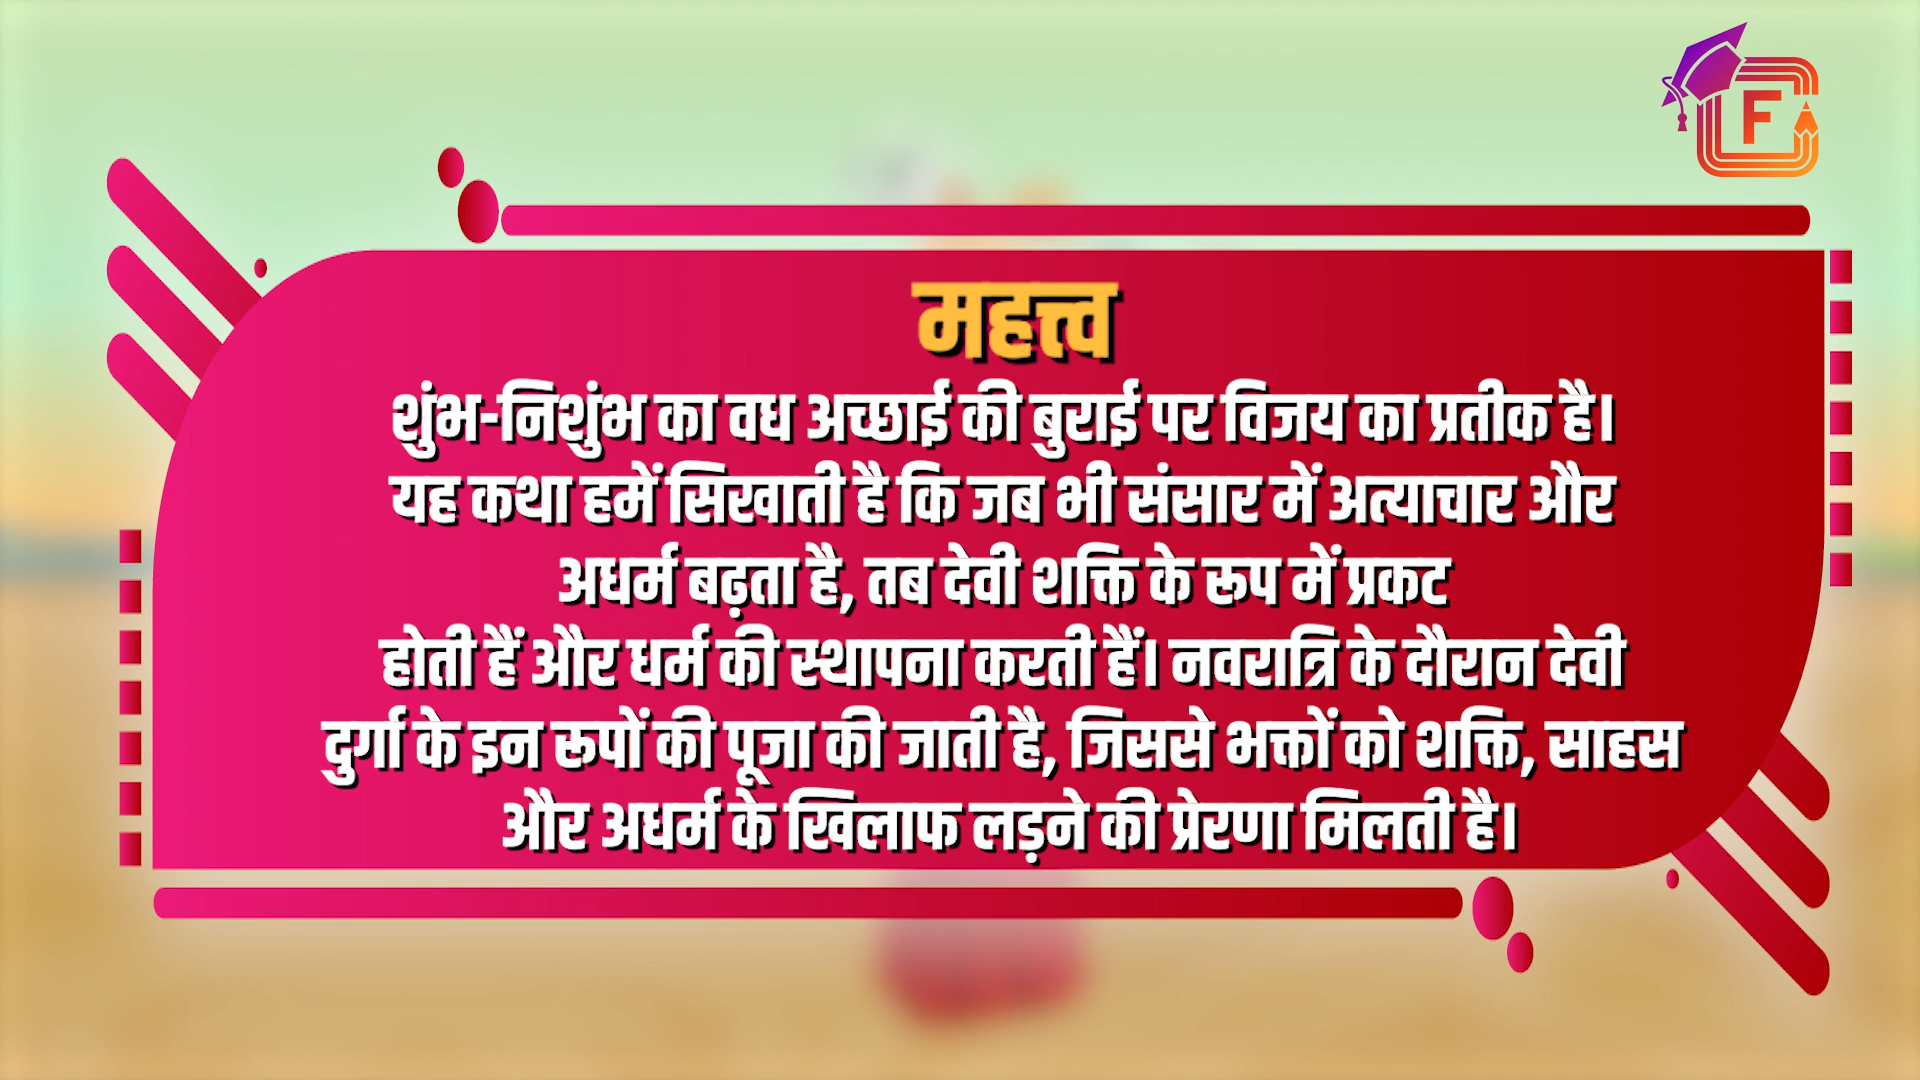 F
महत्त्व
शुंभ-निशुंभ का वध अच्छाई की बुराई पर विजय का प्रतीक है।
यह कथा हमें सिखाती है कि जब भी संसार में अत्याचार और
अधर्म बढ़ता है, तब देवी शक्ति के रूप में प्रकट
होती हैं और धर्म की स्थापना करती हैं। नवरात्रि के दौरान देवी
दुर्गा के इन रूपों की पूजा की जाती है, जिससे भक्तों को शक्ति, साहस
और अधर्म के खिलाफ लड़ने की प्रेरणा मिलती है।